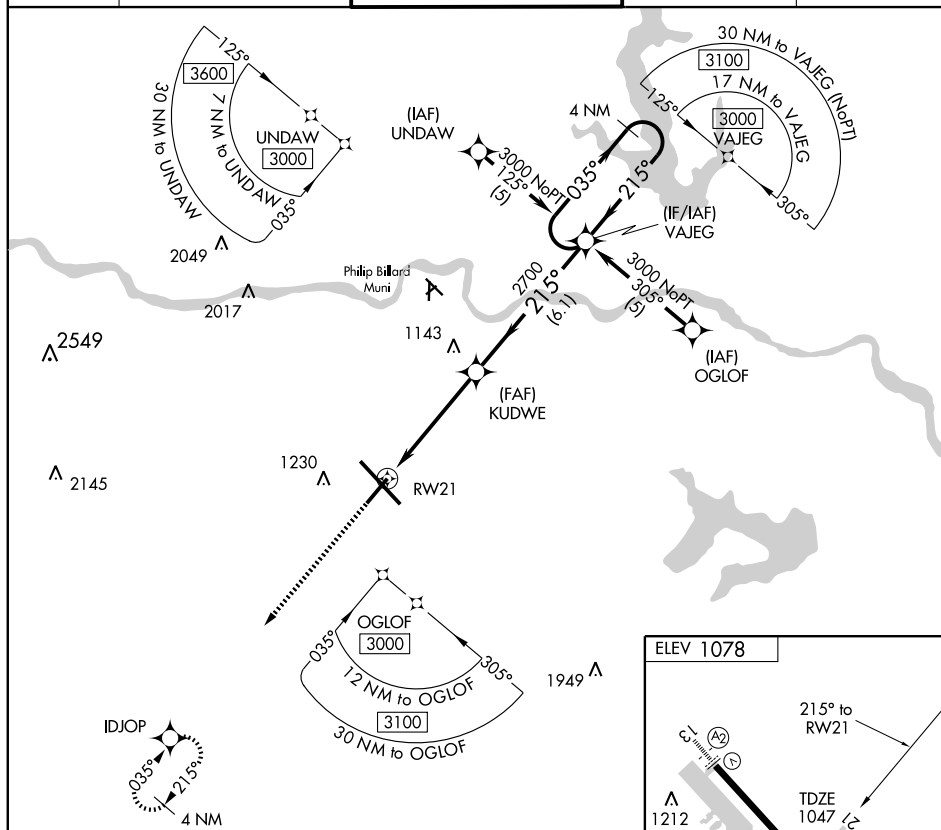 125°
3600
30 NM to UNDAW
7 NM to UNDAW
UNDAW
3000
035°
(IAF)
UNDAW
3000 NoPT
125°
(5)
4 NM
035°
215°
30 NM to VAJEG (NoPT)
3100
17 NM to VAJEG
125°
3000
VAJEG
305°
(IF/IAF)
VAJEG
2049
2017
Philip Billard
Muni
2700
215°
(6.1)
3000 NoPT
305°
(5)
(IAF)
OGLOF
2549
1143
(FAF)
KUDWE
2145
1230
RW21
OGLOF
3000
035°
305°
12 NM to OGLOF
3100
30 NM to OGLOF
1949
IDJOP
035°
215°
4 NM
ELEV 1078
215° to
RW21
13
A2
V
TDZE
1047
21
1212